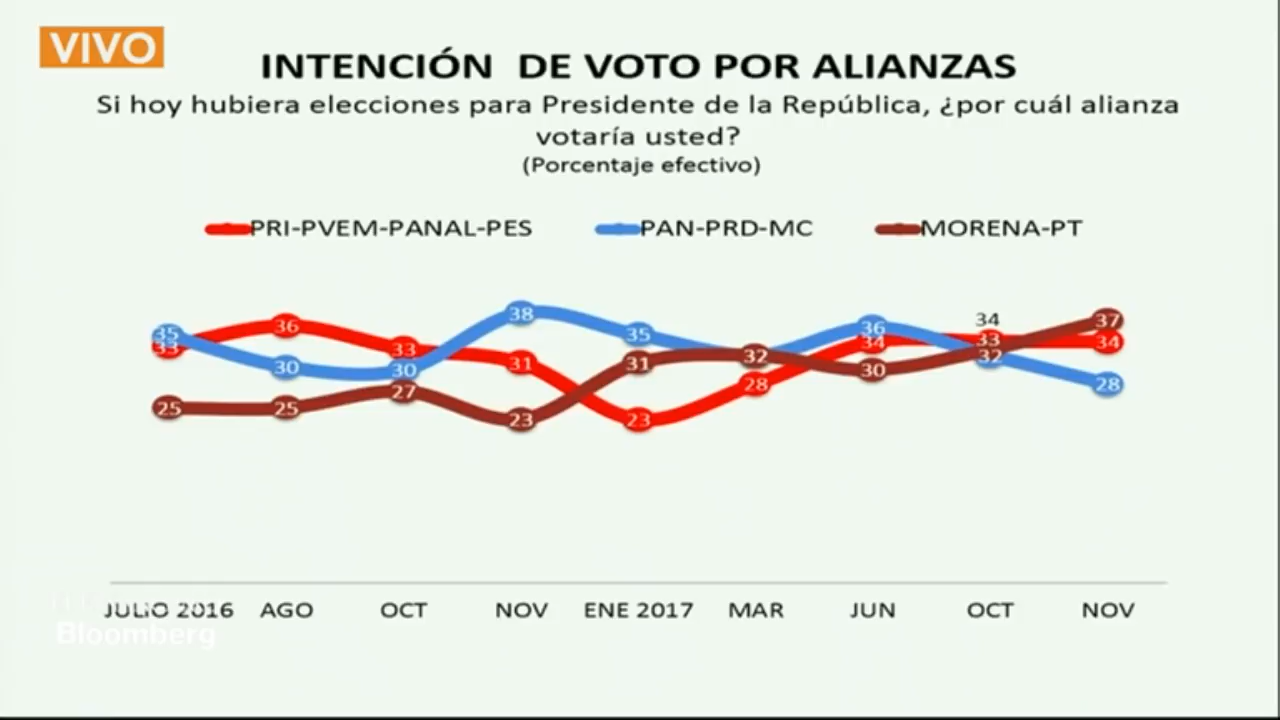 VIVO
INTENCIÓN DE VOTO POR ALIANZAS
Si hoy hubiera elecciones para Presidente de la República, ¿por cuál alianza
votaría usted?
(Porcentaje efectivo)
PRI-PVEM-PANAL-PES PAN-PRD-MC MORENA-PT
35 36 33 38 35 32 36 34 37
33 30 30 31 31 28 34 33 34
25 25 27 23 23 30 32 28
JULIO 2016 AGO OCT NOV ENE 2017 MAR JUN OCT NOV
Bloomberg